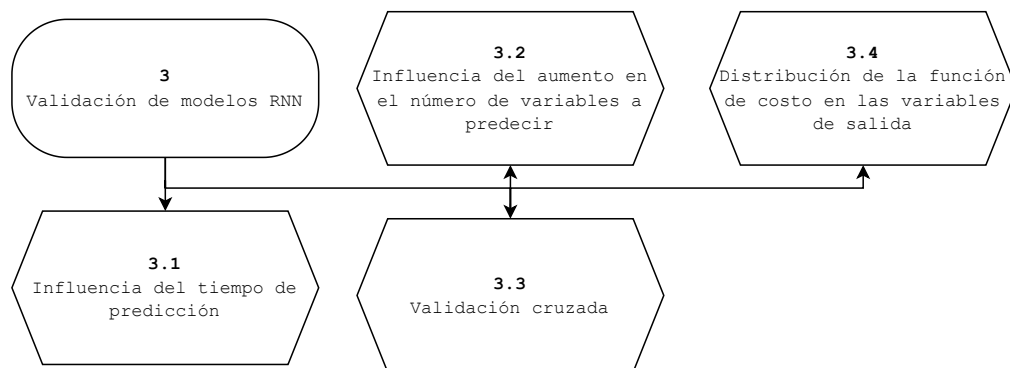 3
Validación de modelos RNN
3.1
Influencia del tiempo de
predicción
3.2
Influencia del aumento en
el número de variables a
predecir
3.3
Validación cruzada
3.4
Distribución de la función
de costo en las variables
de salida